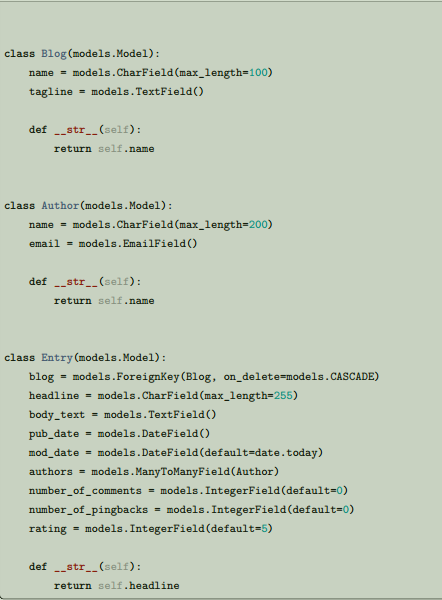 class Blog(models.Model):
    name = models.CharField(max_length=100)
    tagline = models.TextField()

    def __str__(self):
        return self.name


class Author(models.Model):
    name = models.CharField(max_length=200)
    email = models.EmailField()

    def __str__(self):
        return self.name


class Entry(models.Model):
    blog = models.ForeignKey(Blog, on_delete=models.CASCADE)
    headline = models.CharField(max_length=255)
    body_text = models.TextField()
    pub_date = models.DateField()
    mod_date = models.DateField(default=date.today)
    authors = models.ManyToManyField(Author)
    number_of_comments = models.IntegerField(default=0)
    number_of_pingbacks = models.IntegerField(default=0)
    rating = models.IntegerField(default=5)

    def __str__(self):
        return self.headline